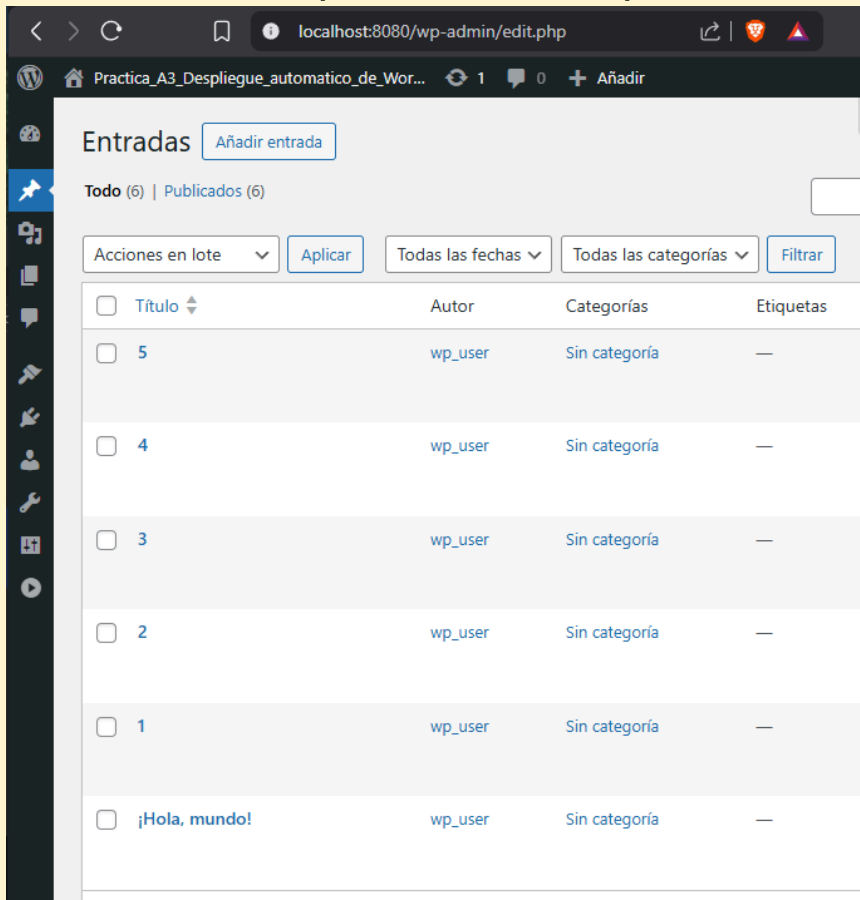 localhost:8080/wp-admin/edit.php
Practica_A3_Despliegue_automatico_de_Wor... 1 0 Añadir
Entradas Añadir entrada
Todo (6) | Publicados (6)
Acciones en lote Aplicar Todas las fechas Todas las categorías Filtrar
Título Autor Categorías Etiquetas
5 wp_user Sin categoría —
4 wp_user Sin categoría —
3 wp_user Sin categoría —
2 wp_user Sin categoría —
1 wp_user Sin categoría —
¡Hola, mundo! wp_user Sin categoría —